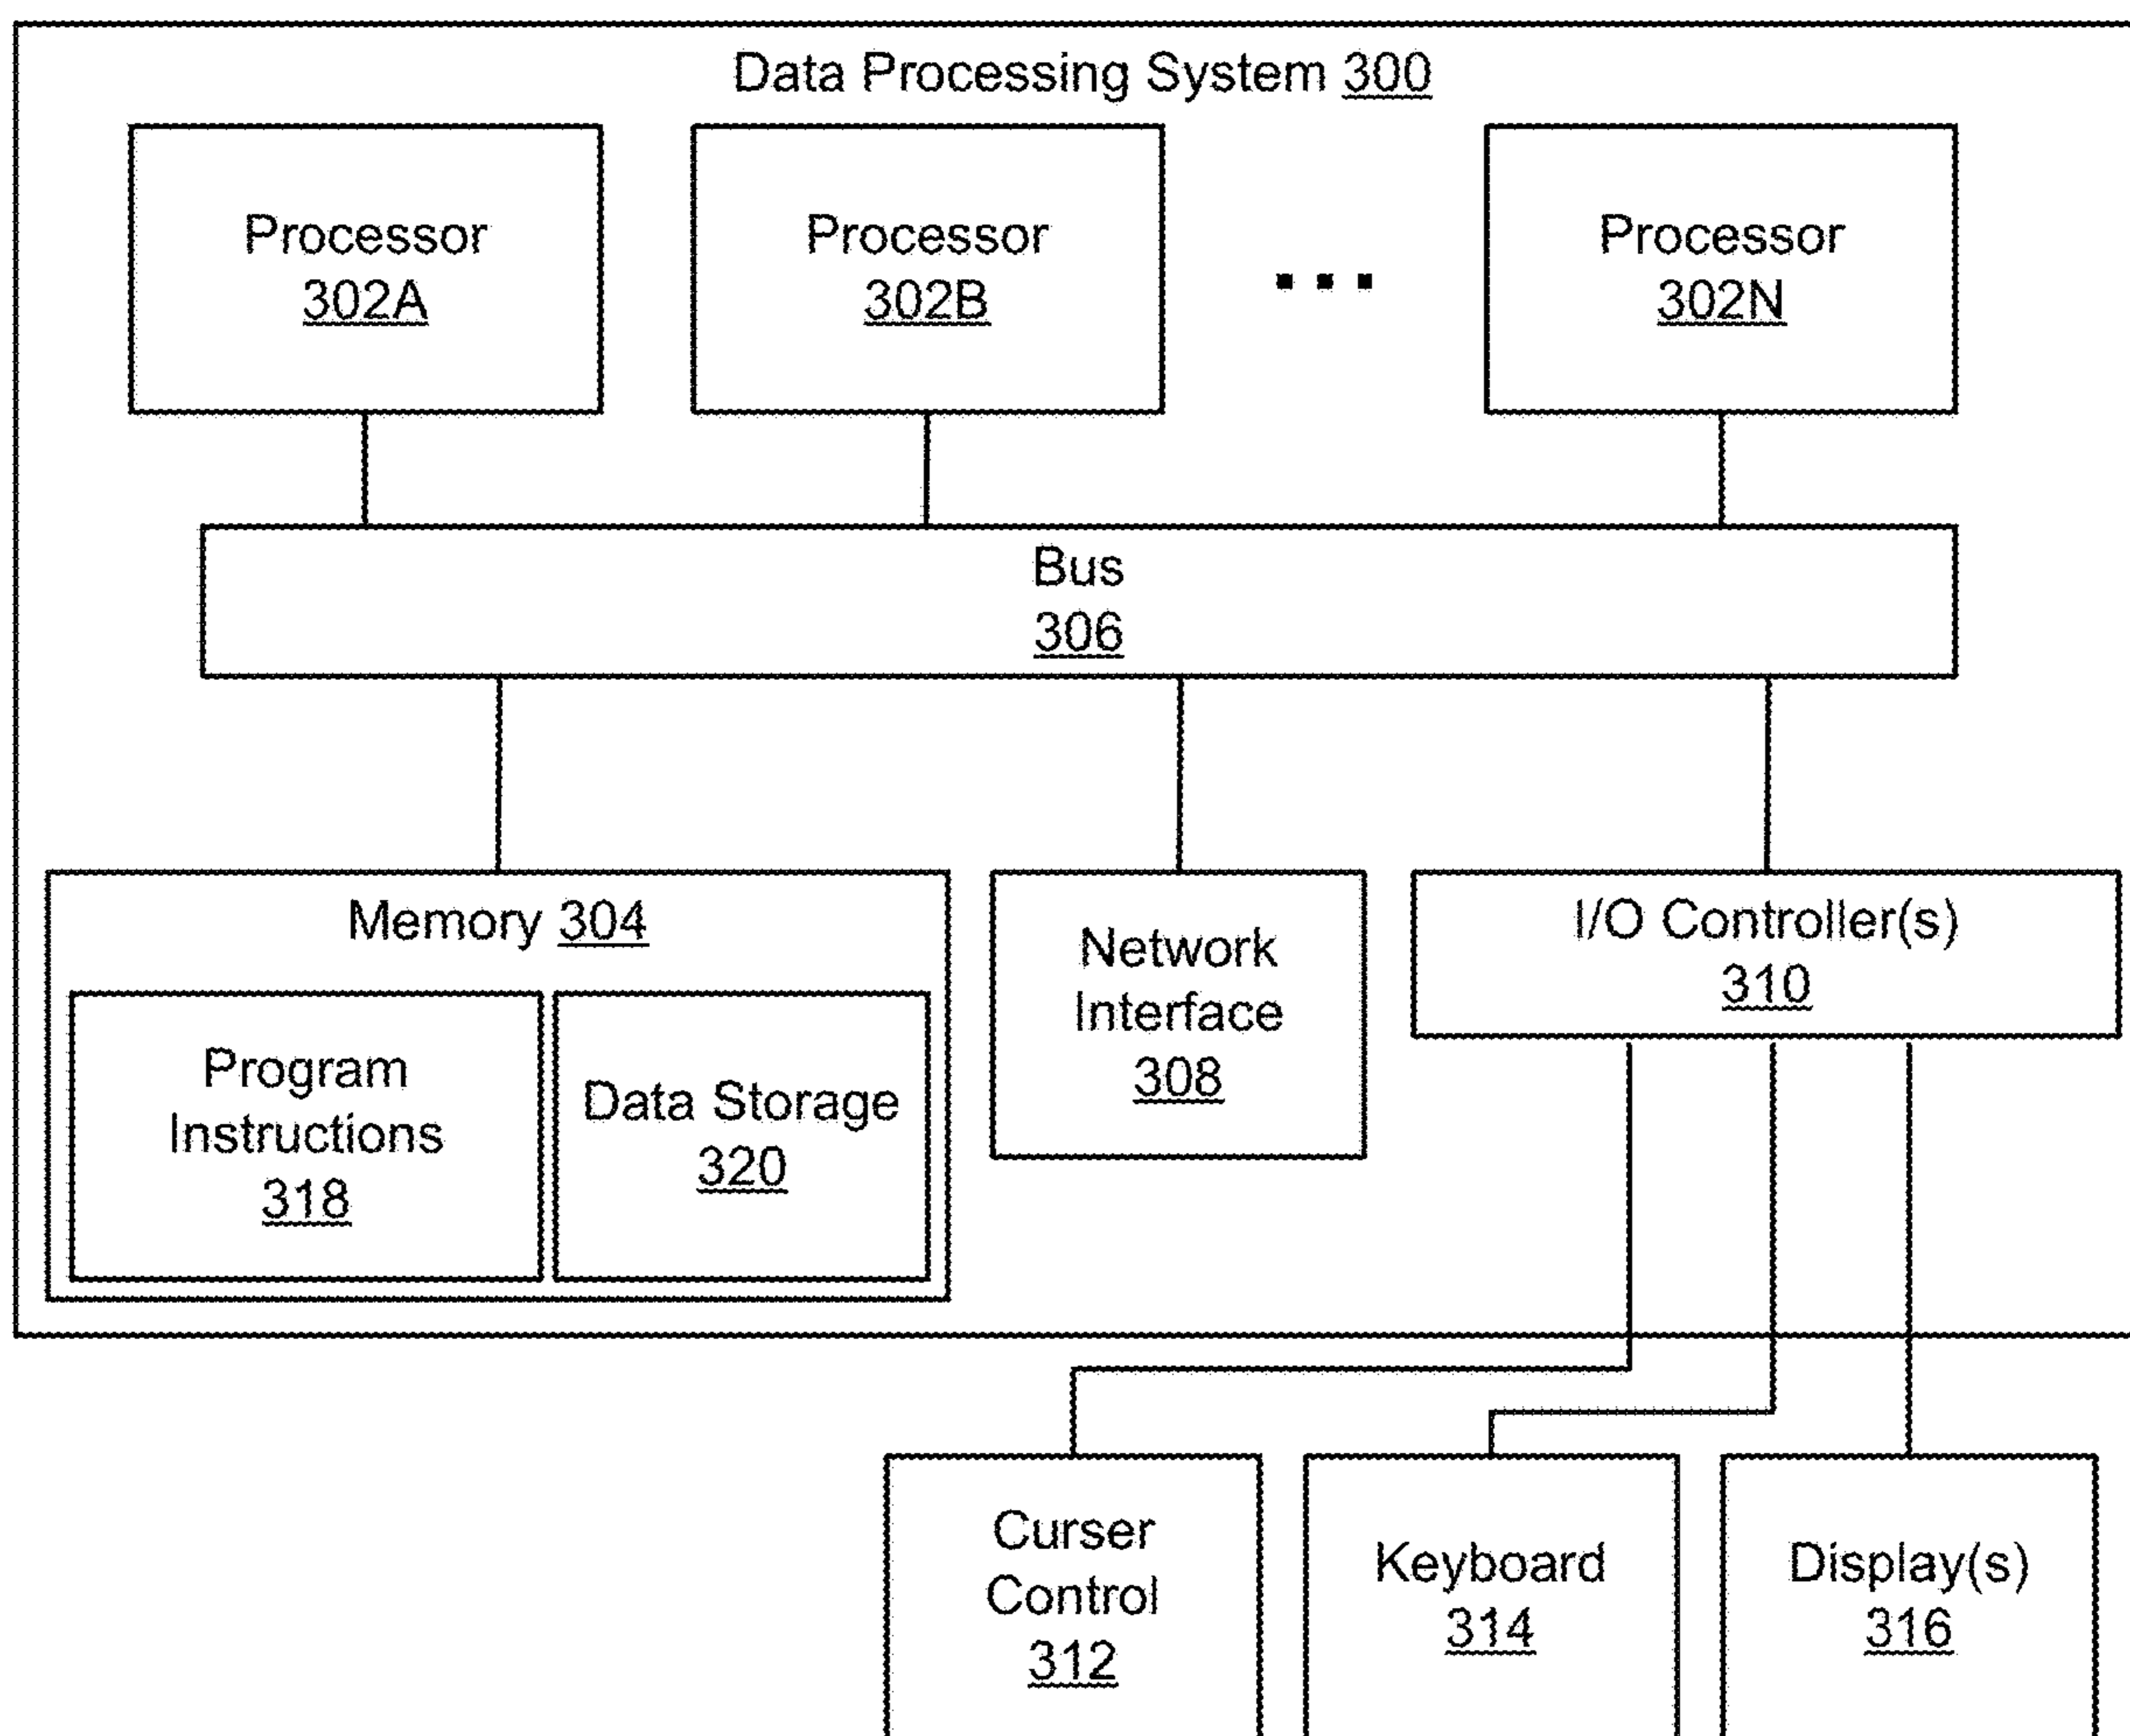 Data Processing System 300
Processor
302A
Processor
302B
...
Processor
302N
Bus
306
Memory 304
Program
Instructions
318
Data Storage
320
Network
Interface
308
I/O Controller(s)
310
Curser
Control
312
Keyboard
314
Display(s)
316